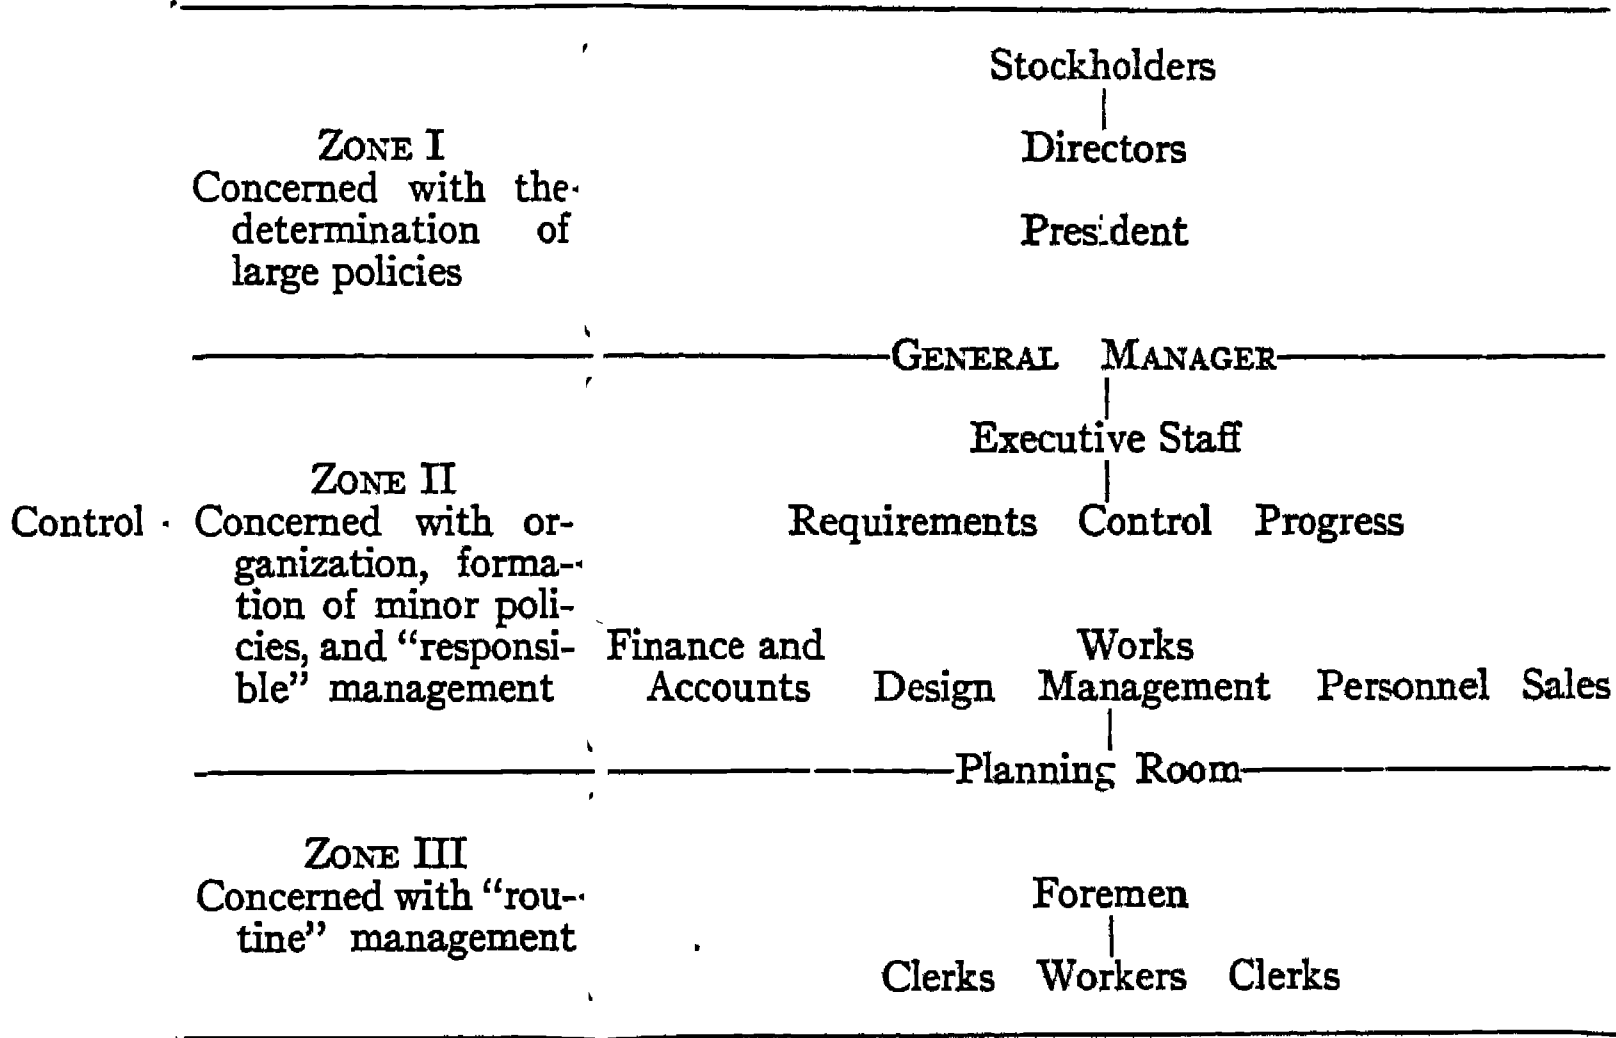 Stockholders
Directors
President
ZONE I
Concerned with the
determination of
large policies
GENERAL MANAGER
Executive Staff
Requirements Control Progress
Control
ZONE II
Concerned with or-
ganization, forma-
tion of minor poli-
cies, and “responsi-
ble” management
Finance and
Accounts
Design
Works
Management
Personnel
Sales
Planning Room
ZONE III
Concerned with “rou-
tine” management
Foremen
Clerks Workers Clerks